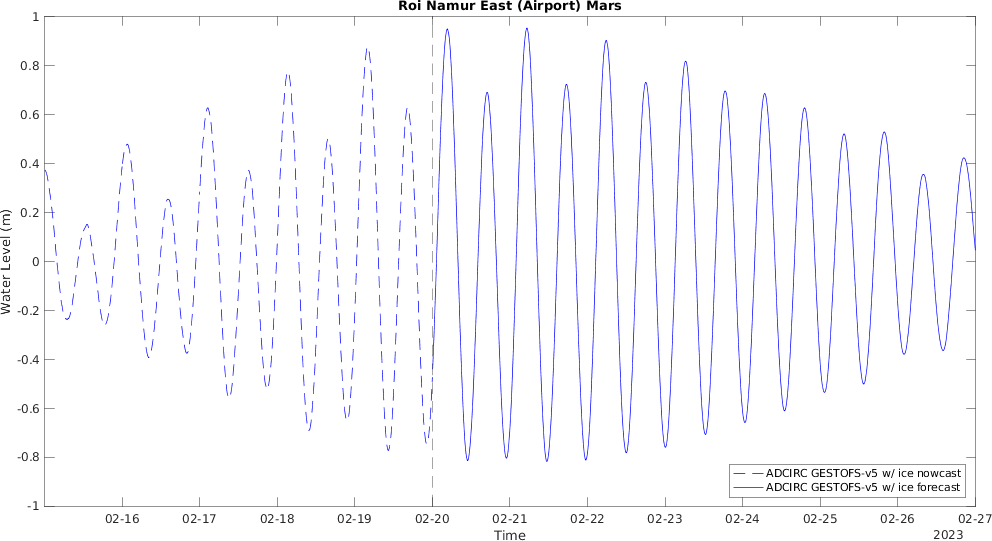 Roi Namur East (Airport) Mars
1
0.8
0.6
0.4
0.2
0
-0.2
-0.4
-0.6
-0.8
-1
Water Level (m)
ADCIRC GESTOFS-v5 w/ ice nowcast
ADCIRC GESTOFS-v5 w/ ice forecast
02-16 02-17 02-18 02-19 02-20 02-21 02-22 02-23 02-24 02-25 02-26 02-27
Time
2023